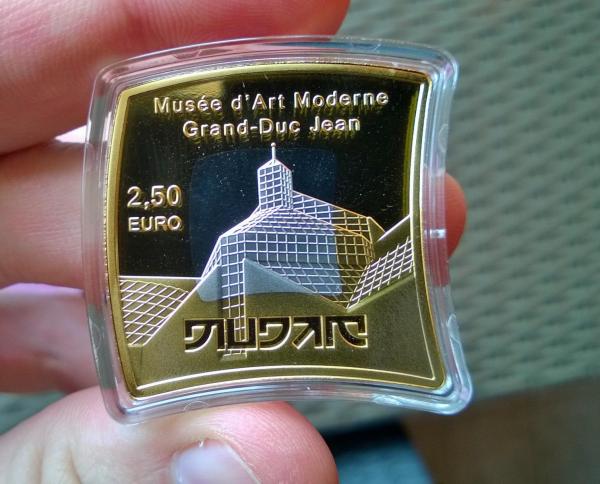 Musée d'Art Moderne
Grand-Duc Jean
2,50
EURO
MUDAM